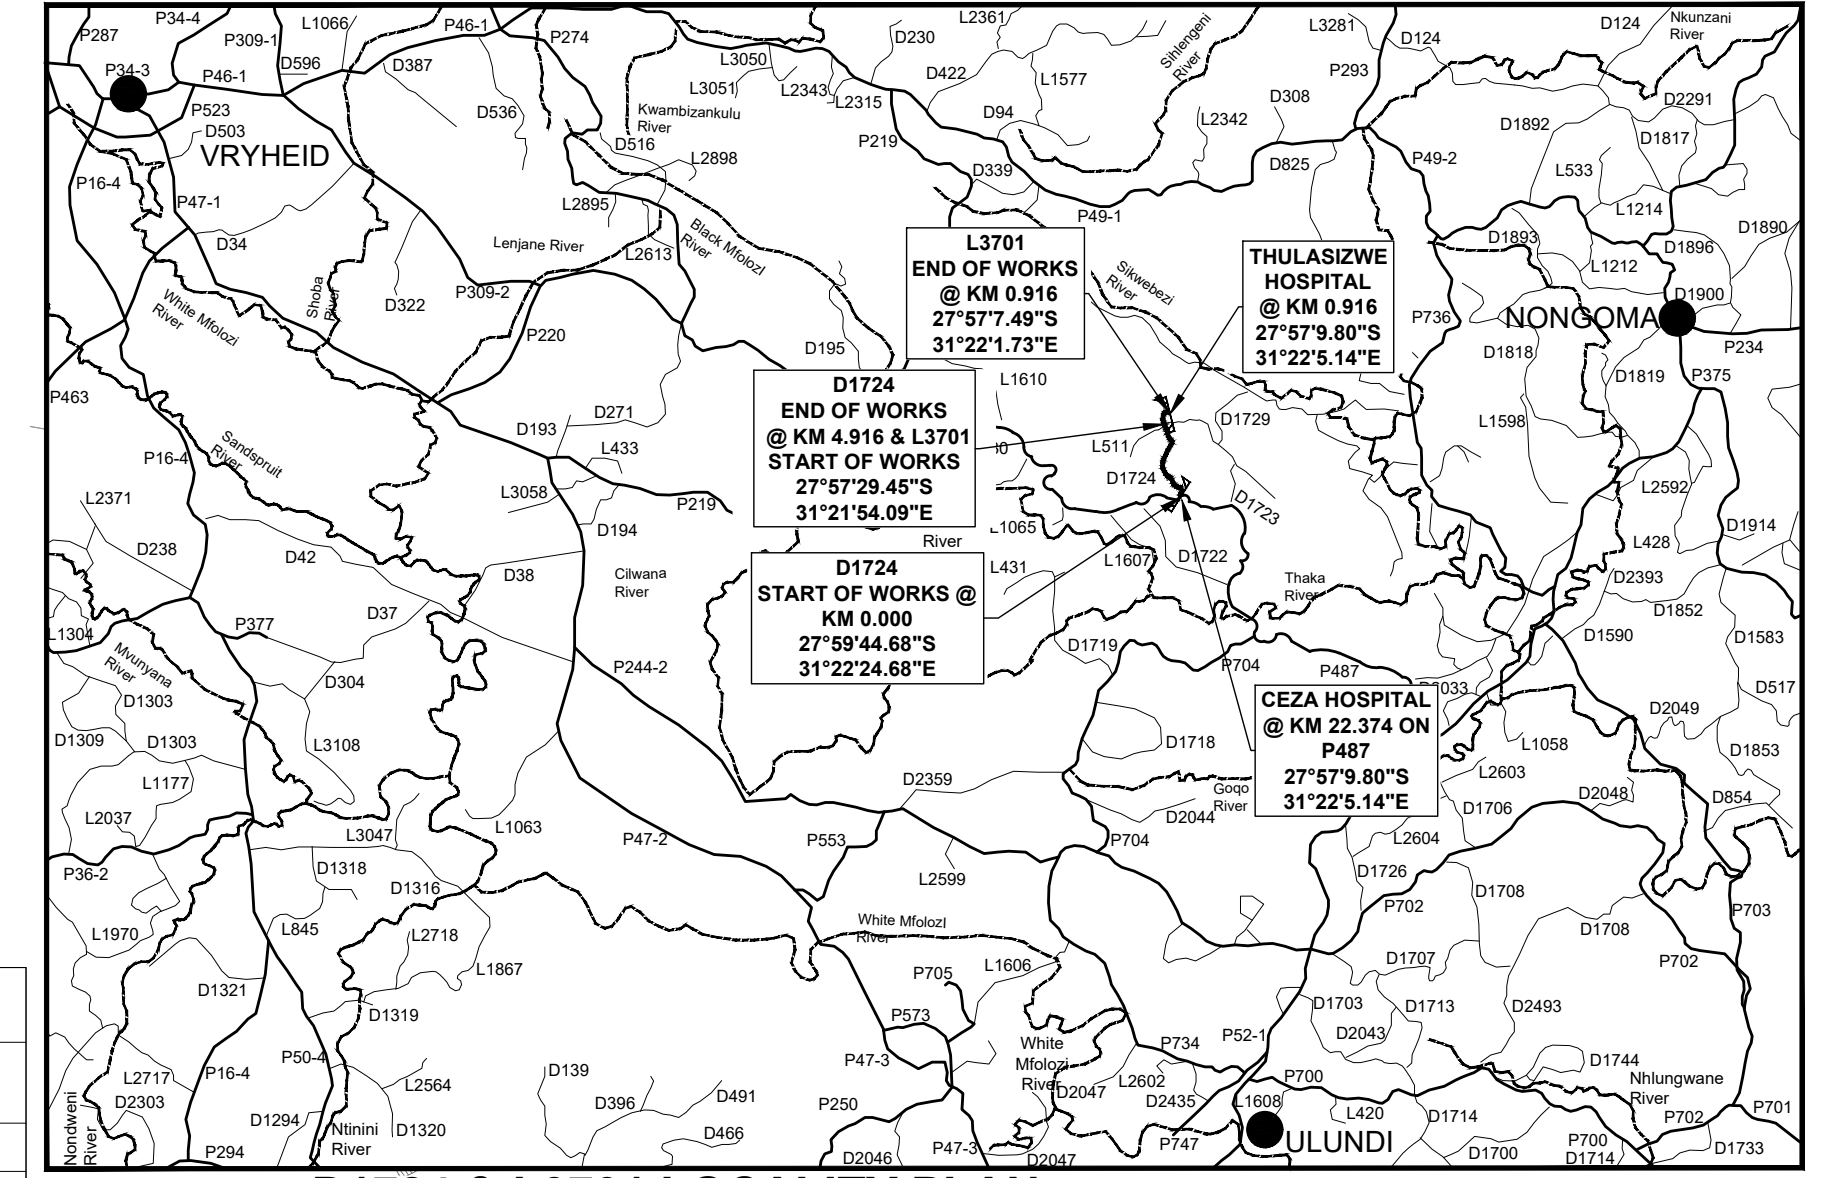 P287
P34-4
L1066
P46-1
P274
L2361
D230
Sihlengeni
River
L3281
D124
D124
Nkunzani
River
P309-1
D596
P34-3
P46-1
D387
L3050
L3051
L2343
L2315
D422
L1577
P293
D308
D2291
P523
D503
D536
Kwambizankulu
River
D516
L2898
P219
D94
L2342
D1892
D1817
VRYHEID
P16-4
P47-1
D339
D825
P49-2
L533
L2895
P49-1
L1214
D34
Lenjane River
L2613
Black Mfolozl
River
D1893
D1896
D1890
L1212
D1900
L3701
END OF WORKS
@ KM 0.916
27°57'7.49"S
31°22'1.73"E
Sikwebezi
River
THULASIZWE
HOSPITAL
@ KM 0.916
27°57'9.80"S
31°22'5.14"E
White Mfolozi
River
Shoba
River
D322
P309-2
P220
D195
P736
NONGOMA
D1818
P234
D1819
P375
P463
L1610
D1724
END OF WORKS
@ KM 4.916 & L3701
START OF WORKS
27°57'29.45"S
31°21'54.09"E
D271
D193
L433
Sandspruit
River
P16-4
L511
D1729
L1598
D1724
D1723
L3058
P219
L2371
D194
L1065
L2592
D1914
D238
D42
River
L1607
D1722
L428
D38
Cilwana
River
L431
Thaka
River
D2393
D1852
D1724
START OF WORKS @
KM 0.000
27°59'44.68"S
31°22'24.68"E
D37
P377
L1304
Mvunyana
River
D1590
D1583
D1719
P704
P487
P244-2
D304
D1303
D517
D2049
CEZA HOSPITAL
@ KM 22.374 ON
P487
27°57'9.80"S
31°22'5.14"E
D1309
D1303
L3108
D1718
L1058
D1853
L1177
D2359
Goqo
River
L2603
D2048
D854
L2037
L3047
L1063
P47-2
P553
D2044
P704
D1706
L2604
P36-2
D1318
D1316
L2599
D1726
D1708
P702
P703
L1970
L845
L2718
White Mfolozl
River
D1708
L1867
P705
L1606
D1707
P702
D1321
D1319
P573
D1703
D1713
D2493
White
Mfolozi
River
P52-1
D2043
P50-4
P47-3
P734
D1744
L2717
P16-4
L2564
D139
D491
L2602
P700
Nhlungwane
River
D2303
D396
P250
D2047
D2435
L1608
L420
D1714
P702
P701
D1294
Ntinini
River
D1320
D466
Nondweni
River
P294
P47-3
P747
ULUNDI
P700
D1733
D2046
D2047
D1700
D1714